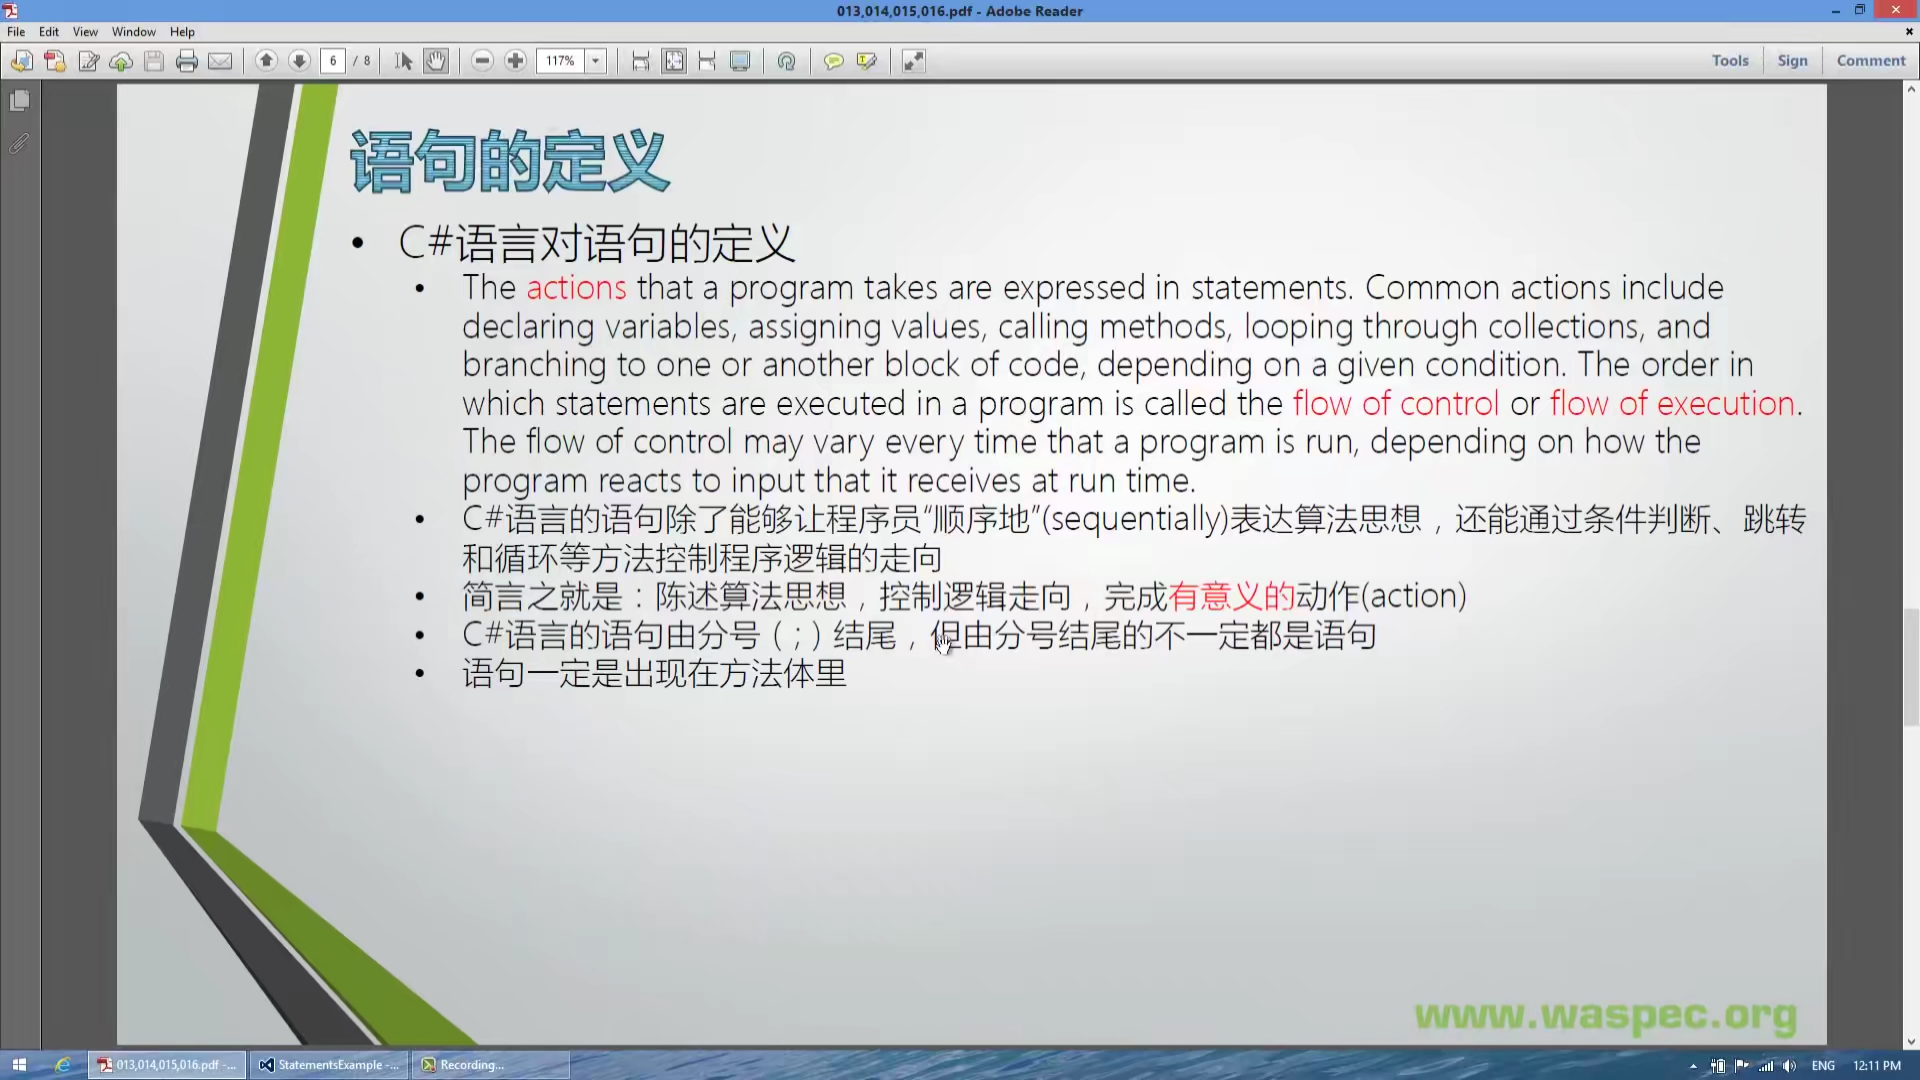 013,014,015,016.pdf - Adobe Reader
File Edit View Window Help
6 / 8 117% Tools Sign Comment
语句的定义
• C#语言对语句的定义
• The actions that a program takes are expressed in statements. Common actions include
declaring variables, assigning values, calling methods, looping through collections, and
branching to one or another block of code, depending on a given condition. The order in
which statements are executed in a program is called the flow of control or flow of execution.
The flow of control may vary every time that a program is run, depending on how the
program reacts to input that it receives at run time.
• C#语言的语句除了能够让程序员“顺序地”(sequentially)表达算法思想，还能通过条件判断、跳转
和循环等方法控制程序逻辑的走向
• 简言之就是：陈述算法思想，控制逻辑走向，完成有意义的动作(action)
• C#语言的语句由分号（；）结尾，但由分号结尾的不一定都是语句
• 语句一定是出现在方法体里
www.waspec.org
013,014,015,016.pdf -... StatementsExample -... Recording... ENG 12:11 PM